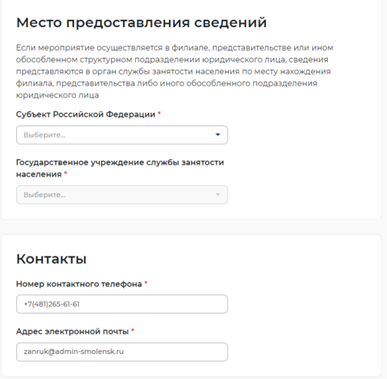 Место предоставления сведений
Если мероприятие осуществляется в филиале, представительстве или ином
обособленном структурном подразделении юридического лица, сведения
представляются в орган службы занятости населения по месту нахождения
филиала, представительства либо иного обособленного подразделения
юридического лица
Субъект Российской Федерации *
Выберите...
Государственное учреждение службы занятости
населения *
Выберите...
Контакты
Номер контактного телефона *
+7(481)265-61-61
Адрес электронной почты *
zanruk@admin-smolensk.ru